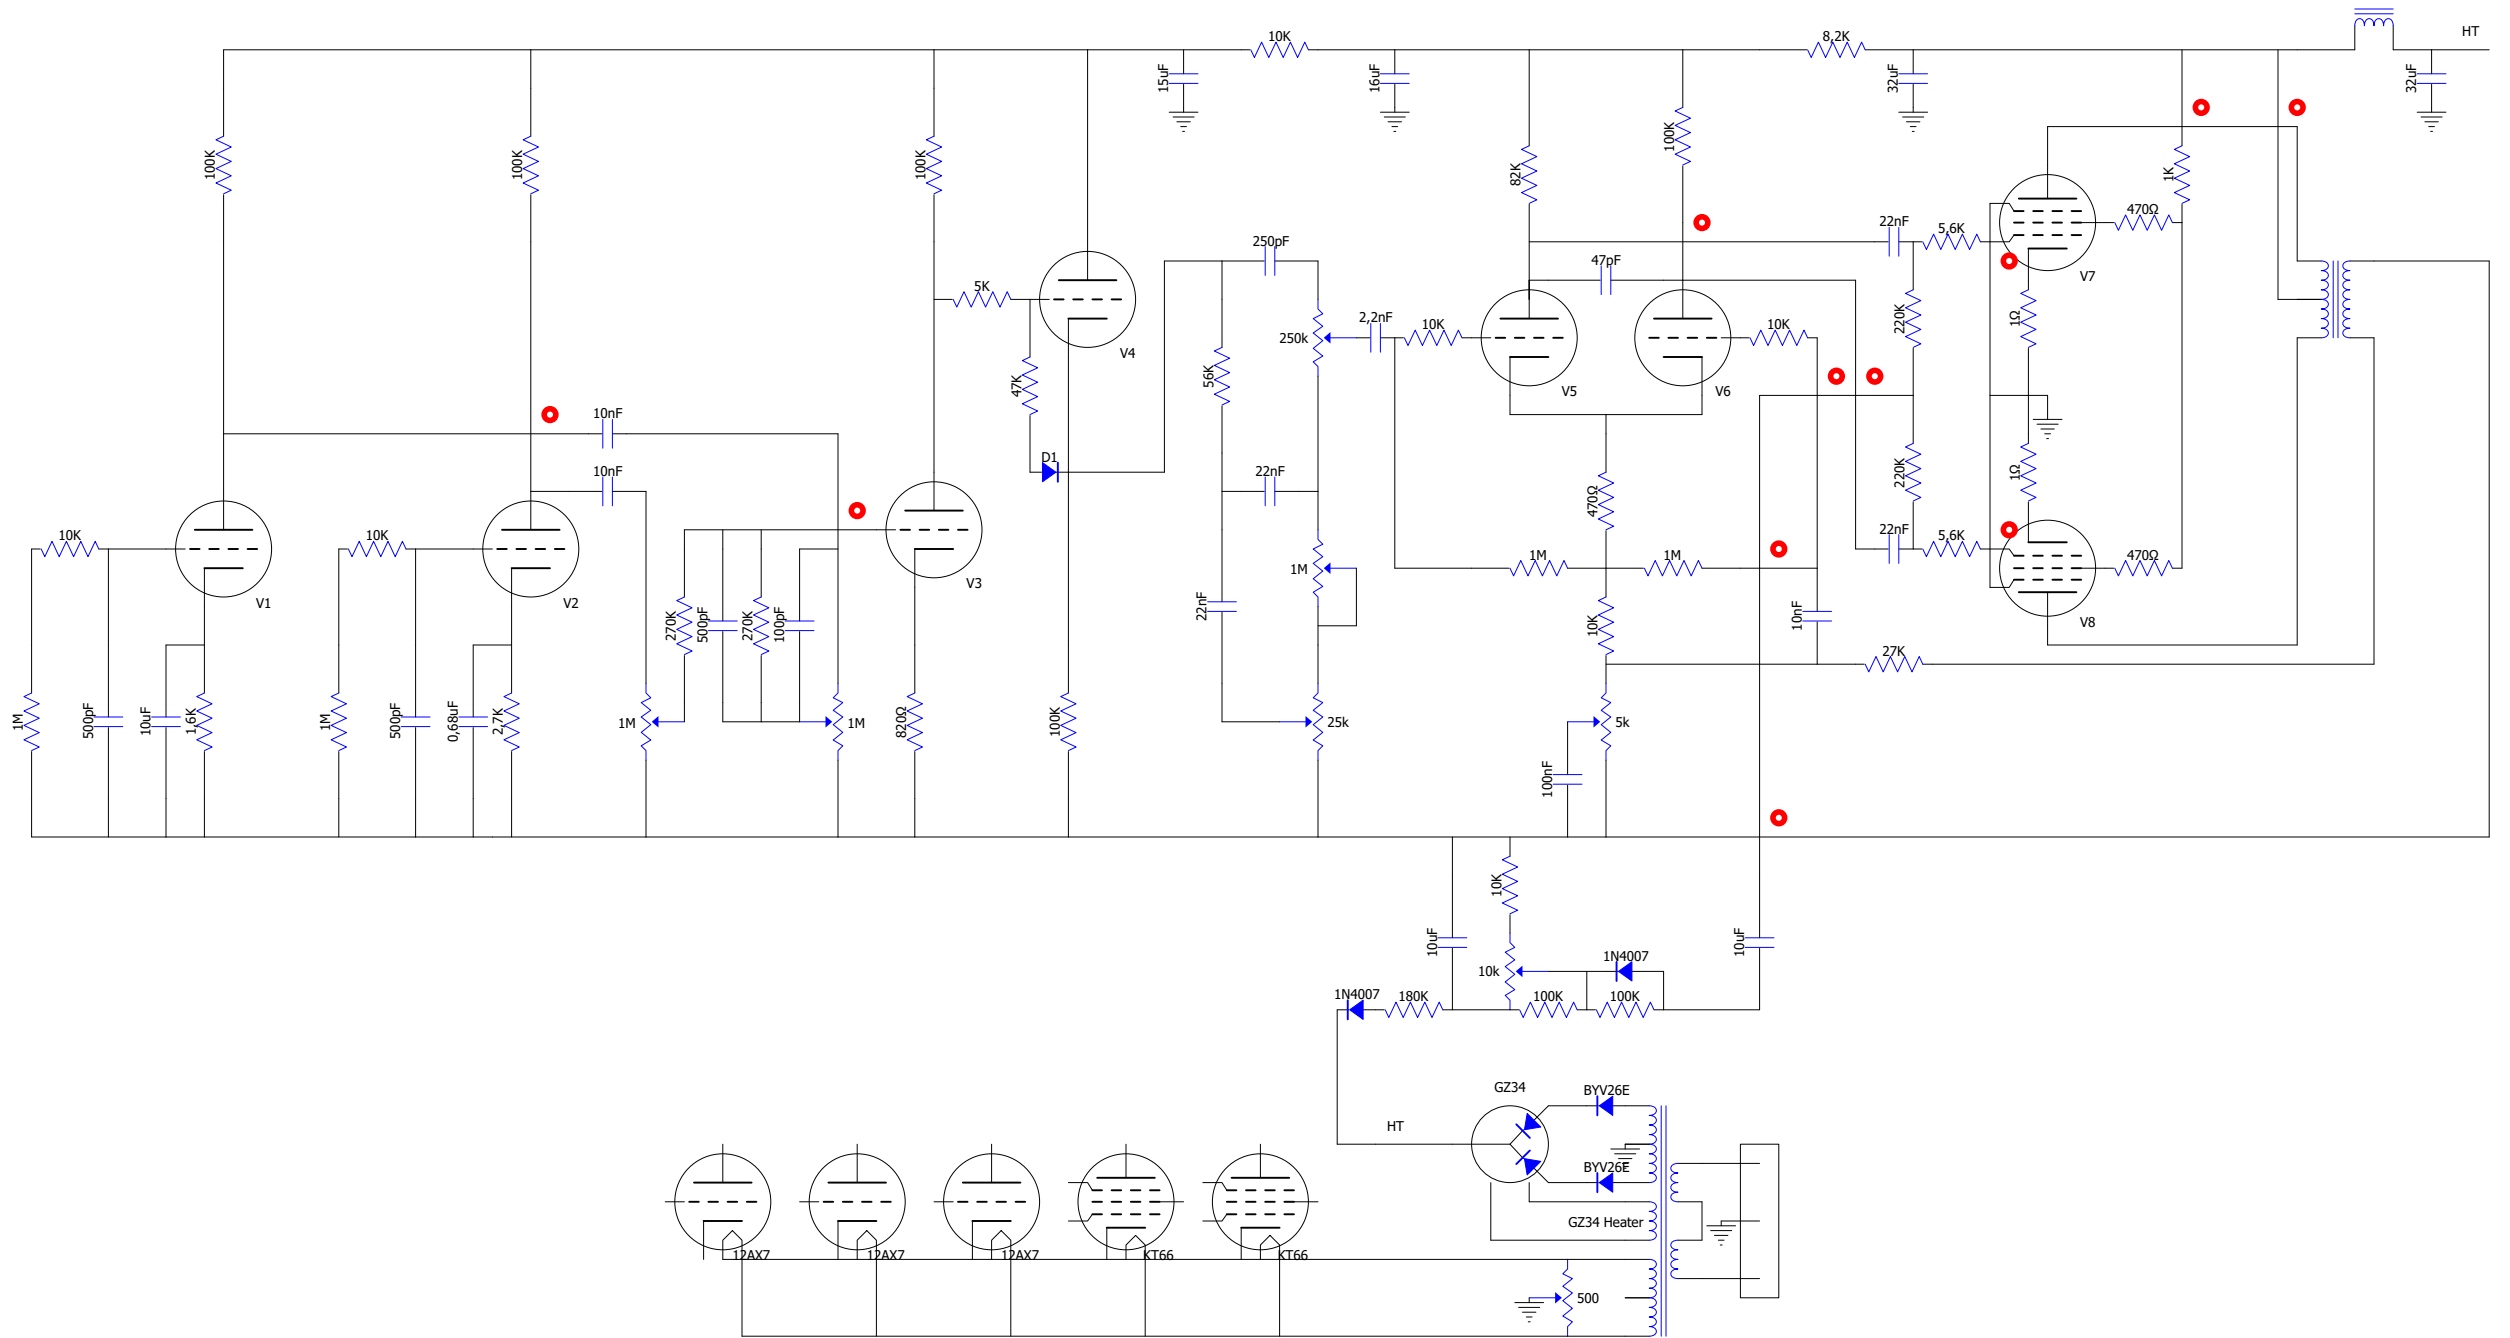 HT
10K
8,2K
15uF
16uF
32uF
32uF
100K
100K
100K
82K
100K
1K
470Ω
22nF
5,6K
250pF
47pF
V7
5K
2,2nF
10K
10K
220K
1Ω
250k
V4
47K
56K
V5
V6
10nF
D1
22nF
10nF
470Ω
220K
1Ω
10K
10K
22nF
5,6K
1M
1M
1M
470Ω
V1
V2
V3
22nF
270K
500pF
270K
100pF
10K
10nF
V8
27K
1M
500pF
10uF
1,6K
1M
500pF
0,68uF
2,7K
1M
1M
820Ω
100K
25k
5k
100nF
10K
10uF
10uF
10k
1N4007
1N4007
180K
100K
100K
GZ34
BYV26E
HT
BYV26E
GZ34 Heater
12AX7
12AX7
12AX7
KT66
KT66
500